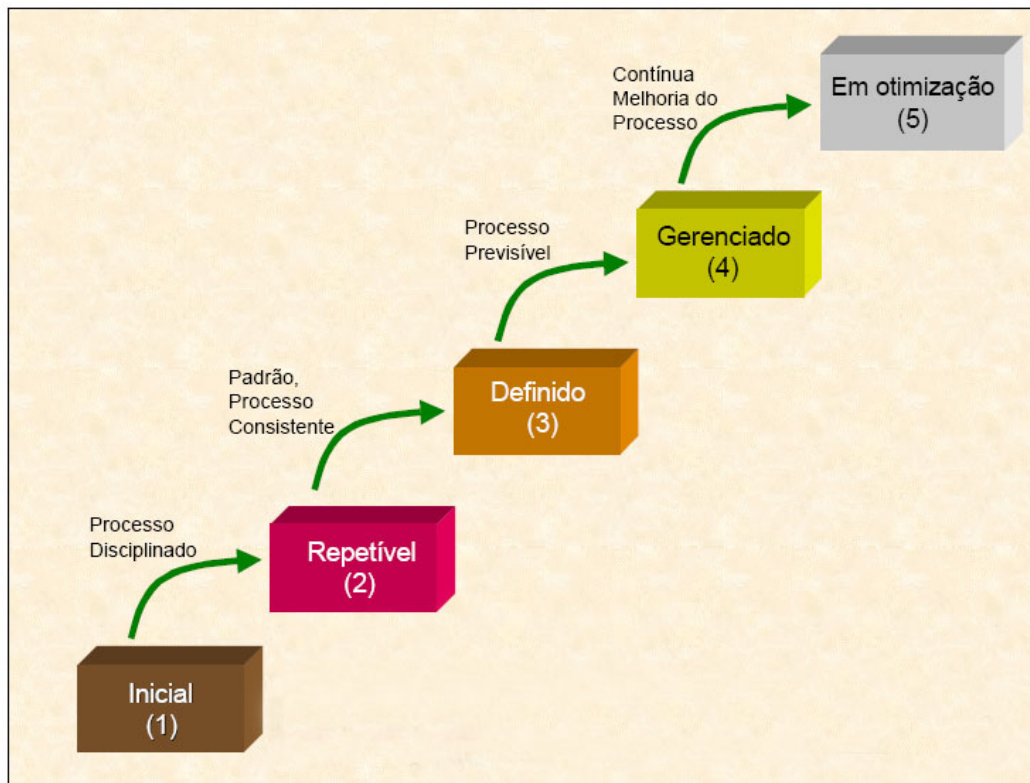 Contínua
Melhoria do
Processo
Em otimização
(5)
Processo
Previsível
Gerenciado
(4)
Padrão,
Processo
Consistente
Definido
(3)
Processo
Disciplinado
Repetível
(2)
Inicial
(1)